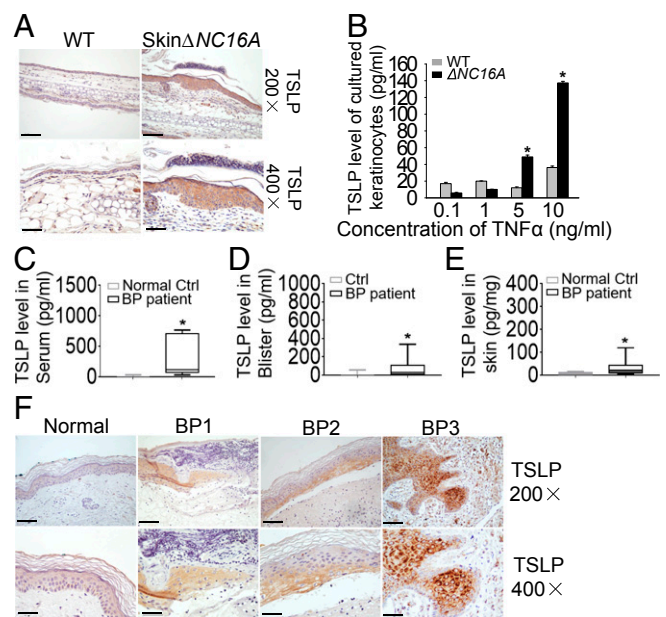 A
WT SkinΔNC16A
TSLP 200×
TSLP 400×
B
WT
ΔNC16A
TSLP level of cultured
keratinocytes (pg/ml)
160
140
120
100
80
60
40
20
0
* *
0.1 1 5 10
Concentration of TNFα (ng/ml)
C
Normal Ctrl
BP patient
TSLP level in
Serum (pg/ml)
1500
1000
500
0
*
D
Ctrl
BP patient
TSLP level in
Blister (pg/ml)
1000
800
600
400
200
0
*
E
Normal Ctrl
BP patient
TSLP level in
skin (pg/mg)
400
300
200
100
0
*
F
Normal BP1 BP2 BP3
TSLP
200×
TSLP
400×